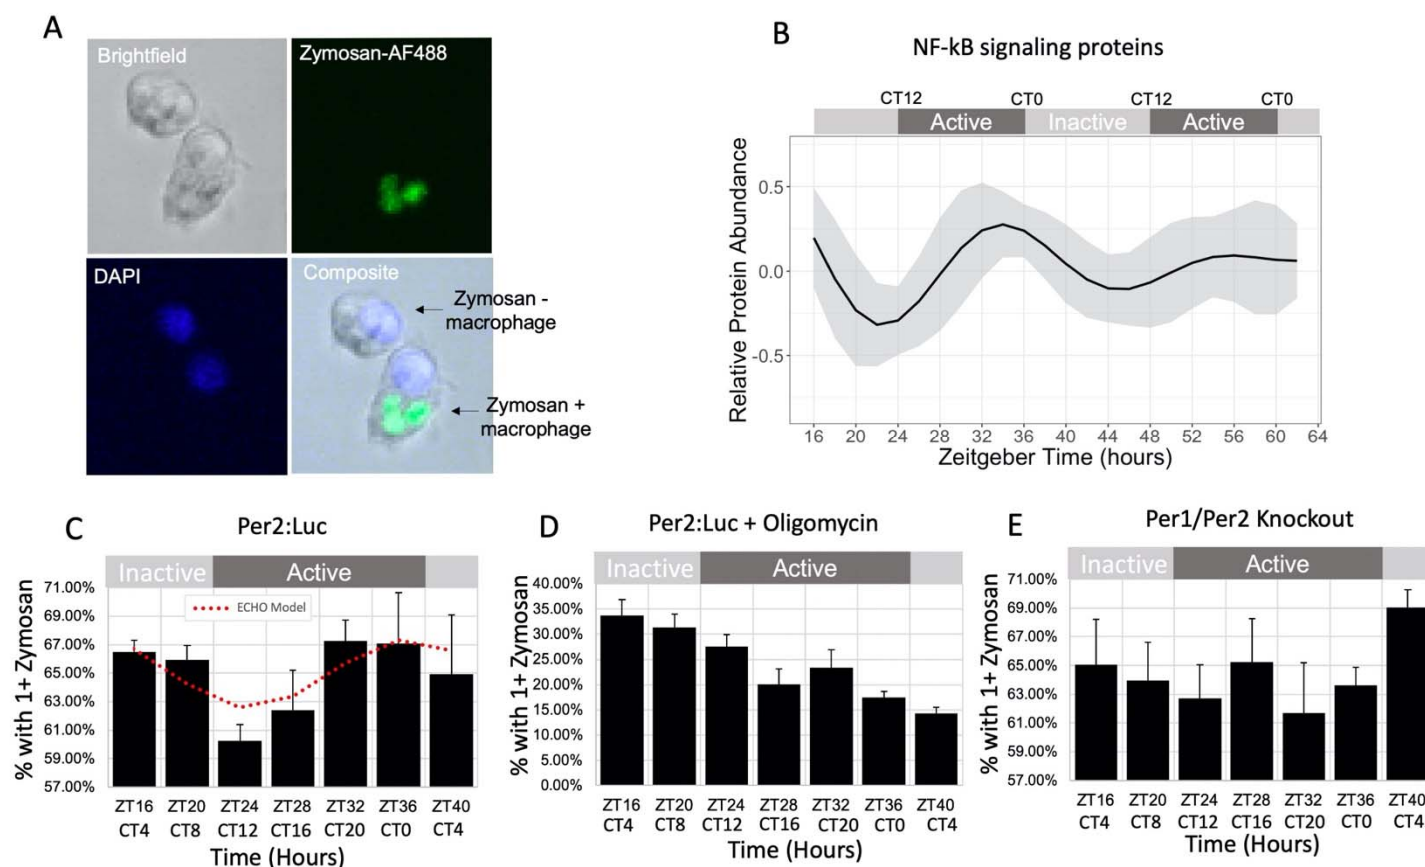 A
Brightfield
Zymosan-AF488
DAPI
Composite
Zymosan -
macrophage
Zymosan +
macrophage
B
NF-kB signaling proteins
CT12 CT0 CT12 CT0
Active Inactive Active
Relative Protein Abundance
0.5
0.0
-0.5
16 20 24 28 32 36 40 44 48 52 56 60 64
Zeitgeber Time (hours)
C
Per2:Luc
Inactive Active
% with 1+ Zymosan
71.00%
69.00%
67.00%
65.00%
63.00%
61.00%
59.00%
57.00%
ECHO Model
ZT16 ZT20 ZT24 ZT28 ZT32 ZT36 ZT40
CT4 CT8 CT12 CT16 CT20 CT0 CT4
Time (Hours)
D
Per2:Luc + Oligomycin
Inactive Active
% with 1+ Zymosan
40.00%
35.00%
30.00%
25.00%
20.00%
15.00%
10.00%
5.00%
0.00%
ZT16 ZT20 ZT24 ZT28 ZT32 ZT36 ZT40
CT4 CT8 CT12 CT16 CT20 CT0 CT4
Time (Hours)
E
Per1/Per2 Knockout
Inactive Active
% with 1+ Zymosan
71.00%
69.00%
67.00%
65.00%
63.00%
61.00%
59.00%
57.00%
ZT16 ZT20 ZT24 ZT28 ZT32 ZT36 ZT40
CT4 CT8 CT12 CT16 CT20 CT0 CT4
Time (Hours)